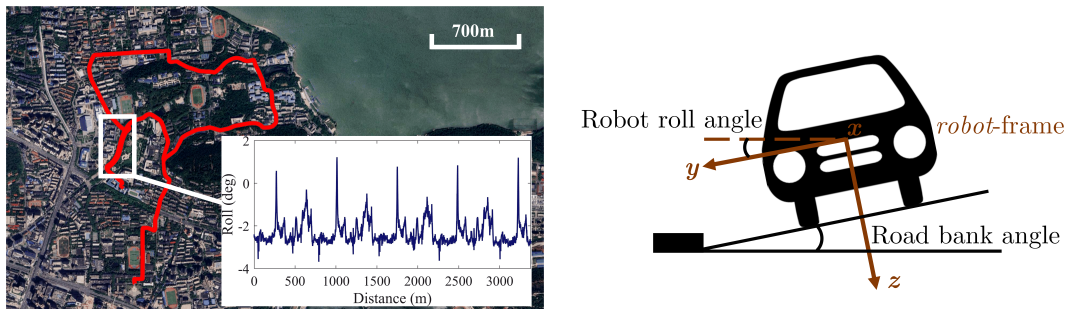 700m
2
0
-2
-4
Roll (deg)
0
500
1000
1500
2000
2500
3000
Distance (m)
Robot roll angle
x
robot-frame
y
Road bank angle
z